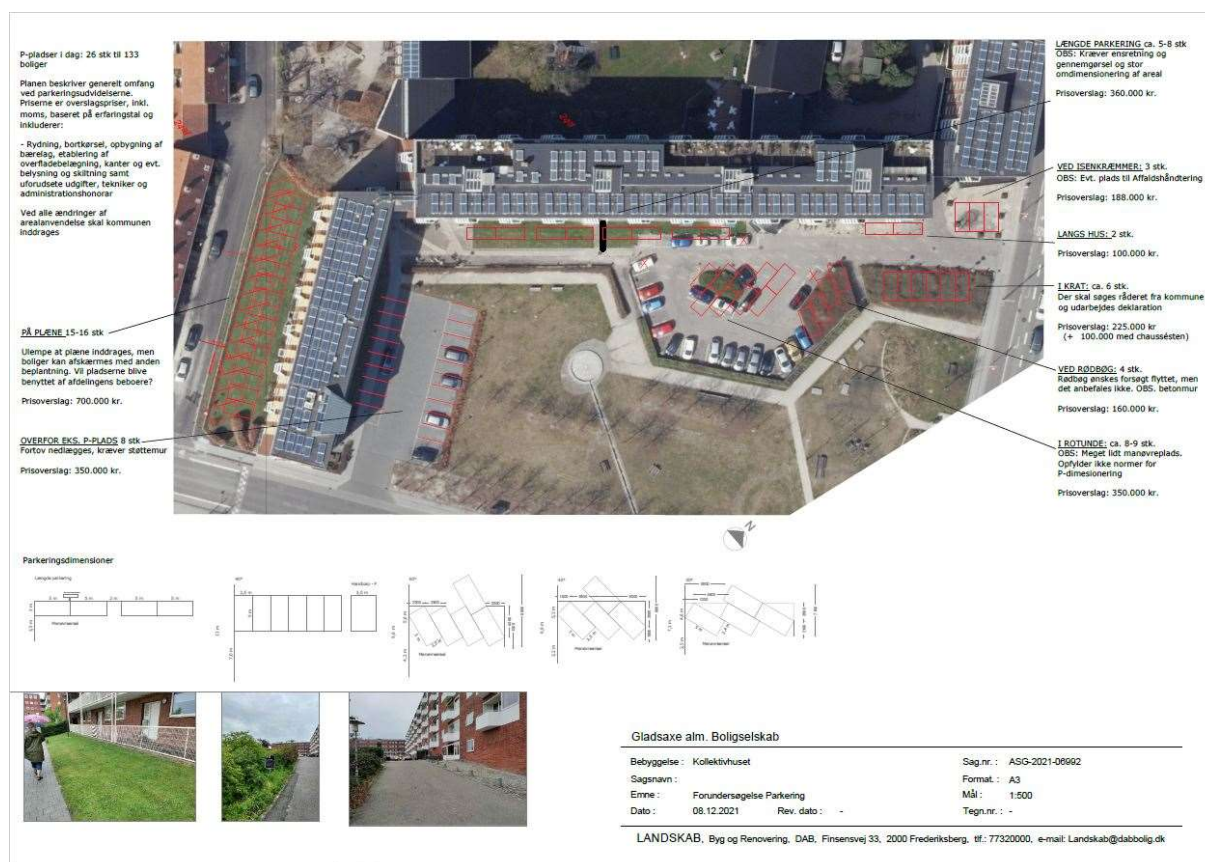 P-pladser i dag: 26 stk til 133
boliger
Planen beskriver generelt omfang
ved parkeringsudvidelserne.
Priserne er overslagspriser, inkl.
moms, baseret på erfaringstal og
inkluderer:
- Rydning, bortkørsel, opbygning af
bærelag, etablering af
overfladebelægning, kanter og evt.
belysning og skiltning samt
uforudsete udgifter, tekniker og
administrationshonorar
Ved alle ændringer af
arealanvendelse skal kommunen
inddrages
PÅ PLÆNE 15-16 stk
Ulempe at plæne inddrages, men
boliger kan afskærmes med anden
beplantning. Vil pladserne blive
benyttet af afdelingens beboere?
Prisoverslag: 700.000 kr.
OVERFOR EKS. P-PLADS 8 stk
Fortov nedlægges, kræver støttemur
Prisoverslag: 350.000 kr.
LÆNGDE PARKERING ca. 5-8 stk
OBS: Kræver ensretning og
gennemgørsel og stor
omdimensionering af areal
Prisoverslag: 360.000 kr.
VED ISENKRÆMMER: 3 stk.
OBS: Evt. plads til Affaldshåndtering
Prisoverslag: 188.000 kr.
LANGS HUS: 2 stk.
Prisoverslag: 100.000 kr.
I KRAT: ca. 6 stk.
Der skal søges råderet fra kommune
og udarbejdes deklaration
Prisoverslag: 225.000 kr
(+ 100.000 med chaussésten)
VED RØDBØG: 4 stk.
Rødbøg ønskes forsøgt flyttet, men
det anbefales ikke. OBS. betonmur
Prisoverslag: 160.000 kr.
I ROTUNDE: ca. 8-9 stk.
OBS: Meget lidt manøvreplads.
Opfylder ikke normer for
P-dimesionering
Prisoverslag: 350.000 kr.
N
Parkeringsdimensioner
Længdeparkering
Gladsaxe alm. Boligselskab
Bebyggelse : Kollektivhuset
Sagsnavn :
Emne : Forundersøgelse Parkering
Dato : 08.12.2021 Rev. dato : -
Sag.nr. : ASG-2021-06992
Format. : A3
Mål : 1:500
Tegn.nr. : -
LANDSKAB, Byg og Renovering, DAB, Finsensvej 33, 2000 Frederiksberg, tlf.: 77320000, e-mail: Landskab@dabbolig.dk